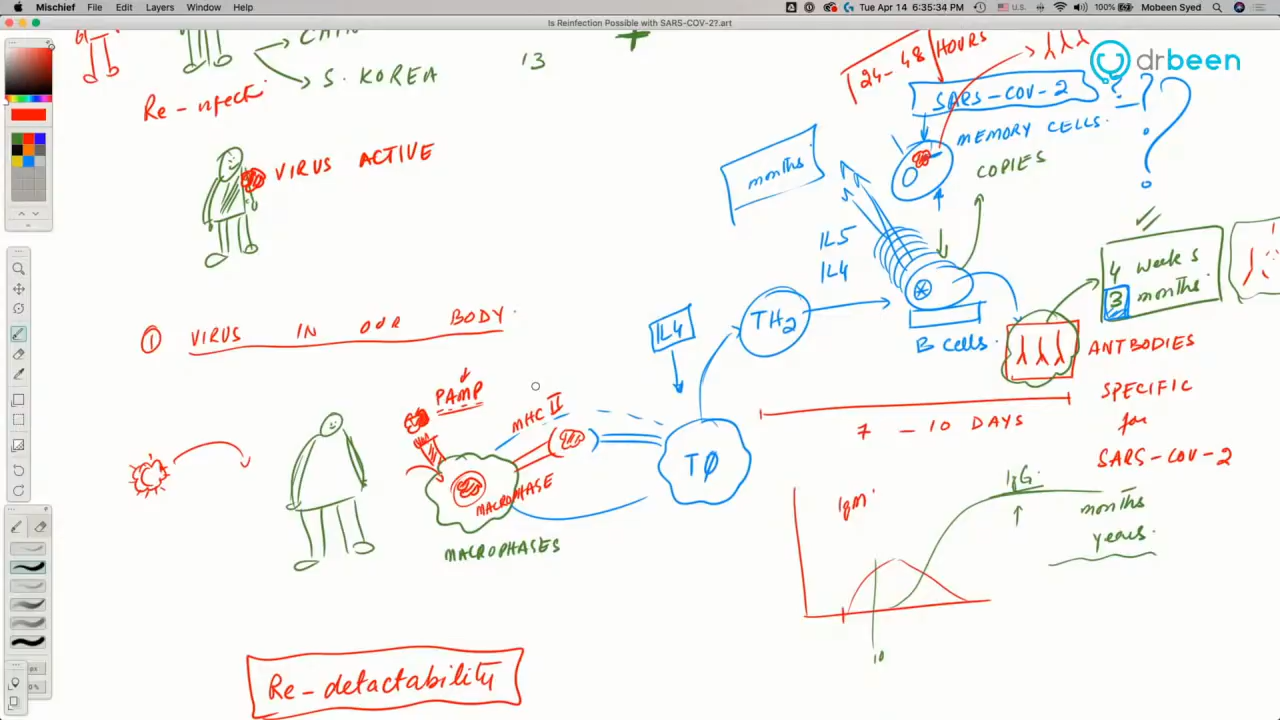 Mischief File Edit Layers Window Help
100% Tue Apr 14 6:35:34 PM Mobeen Syed
Is Reinfection Possible with SARS-COV-2?.art
drbeen
S. KOREA
13
Re-nfecti
VIRUS ACTIVE
24-48 HOURS
SARS-COV-2 ? ?
MEMORY CELLS.
COPIES
months
IL5
IL4
4 weeks
3 months.
① VIRUS IN OUR BODY.
IL4
TH2
B cells.
ANTBODIES
SPECIFIC
for
SARS-COV-2
7 - 10 DAYS
PAMP
MHC II
MACROPHASE
MACROPHASES
TØ
IgM
IgG
months
years.
10
Re-detactability